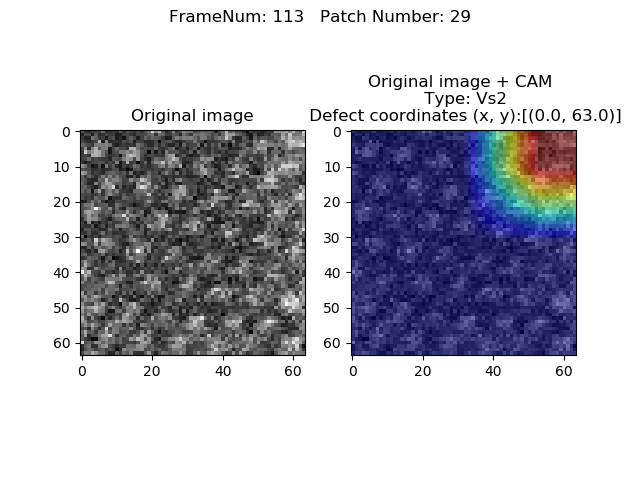 FrameNum: 113   Patch Number: 29
Original image
Original image + CAM
Type: Vs2
Defect coordinates (x, y):[(0.0, 63.0)]
0
10
20
30
40
50
60
0 20 40 60
0
10
20
30
40
50
60
0 20 40 60